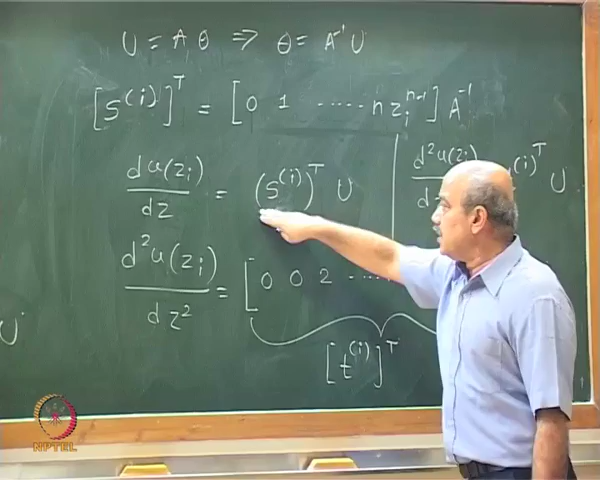 U = A θ ⇒ θ = A⁻¹ U
[s⁽ⁱ⁾]ᵀ = [0 1 ..... n zᵢⁿ⁻¹] A⁻¹
du(zᵢ)/dz = (s⁽ⁱ⁾)ᵀ U
d²u(zᵢ)/d (i)ᵀ U
d²u(zᵢ)/dz² = [0 0 2 .....
[t⁽ⁱ⁾]ᵀ
U
NPTEL